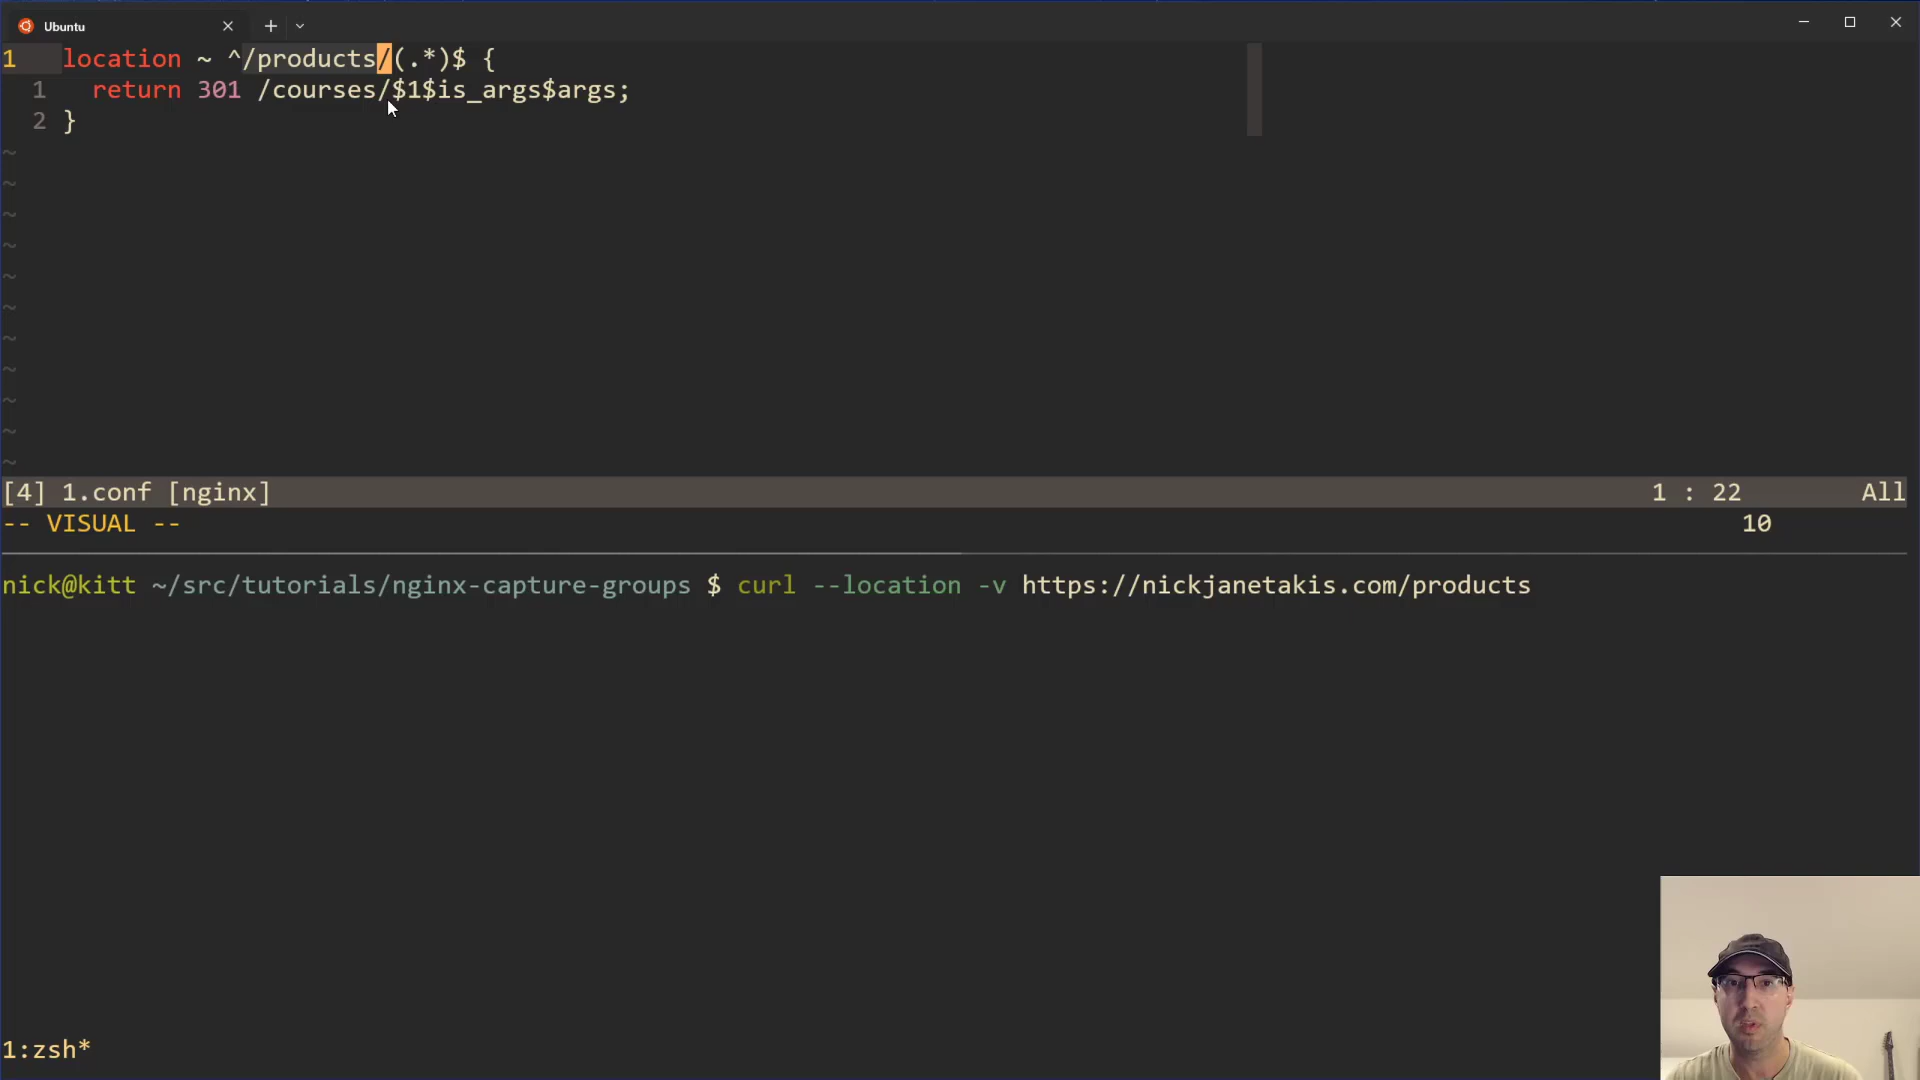 Ubuntu
1 location ~ ^/products/(.*)$ {
1 return 301 /courses/$1$is_args$args;
2 }
~
~
~
~
~
~
~
~
~
~
~
[4] 1.conf [nginx] 1 : 22 All
-- VISUAL -- 10
nick@kitt ~/src/tutorials/nginx-capture-groups $ curl --location -v https://nickjanetakis.com/products
1:zsh*